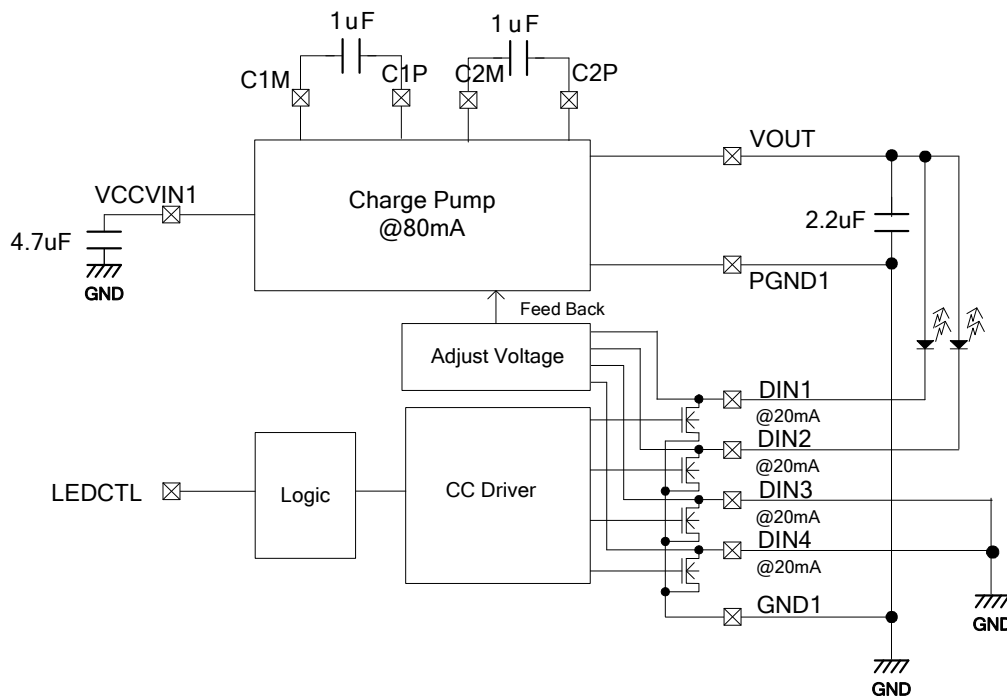 1uF
1uF
C1M
C1P
C2M
C2P
VOUT
VCCVIN1
Charge Pump
@80mA
4.7uF
2.2uF
GND
PGND1
Feed Back
Adjust Voltage
DIN1
@20mA
DIN2
@20mA
LEDCTL
Logic
CC Driver
DIN3
@20mA
DIN4
@20mA
GND1
GND
GND